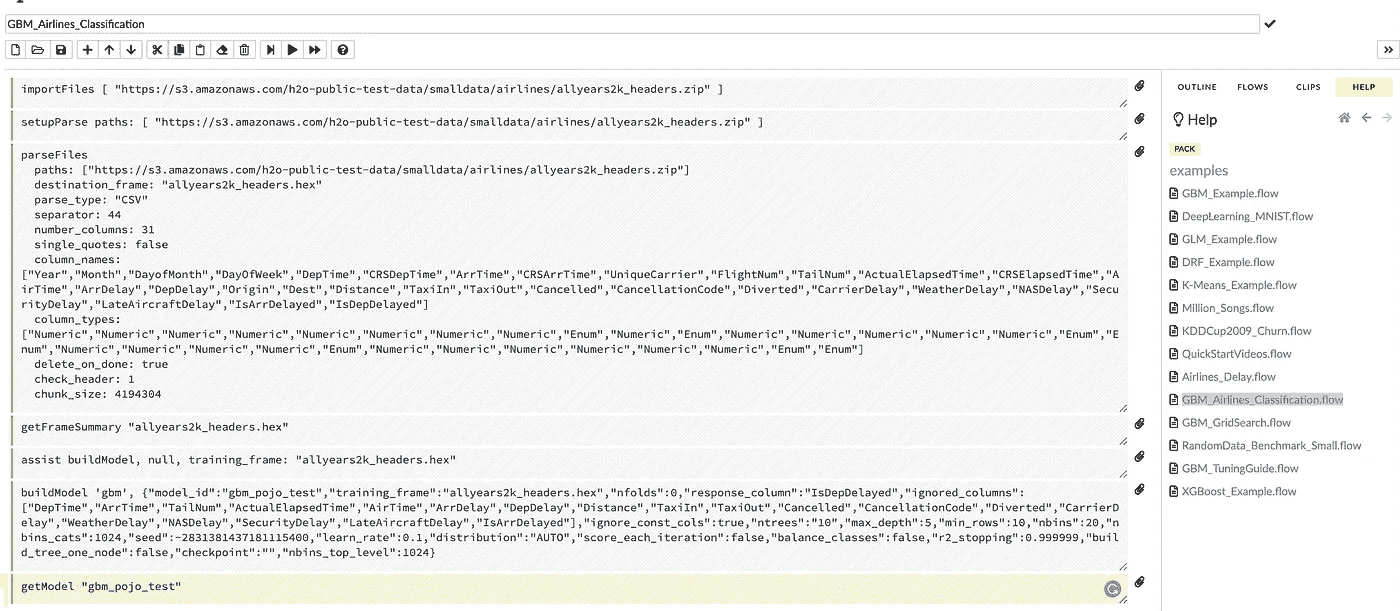 GBM_Airlines_Classification
importFiles [ "https://s3.amazonaws.com/h2o-public-test-data/smalldata/airlines/allyears2k_headers.zip" ]
setupParse paths: [ "https://s3.amazonaws.com/h2o-public-test-data/smalldata/airlines/allyears2k_headers.zip" ]
parseFiles
paths: ["https://s3.amazonaws.com/h2o-public-test-data/smalldata/airlines/allyears2k_headers.zip"]
destination_frame: "allyears2k_headers.hex"
parse_type: "CSV"
separator: 44
number_columns: 31
single_quotes: false
column_names:
["Year","Month","DayofMonth","DayOfWeek","DepTime","CRSDepTime","ArrTime","CRSArrTime","UniqueCarrier","FlightNum","TailNum","ActualElapsedTime","CRSElapsedTime","A
irTime","ArrDelay","DepDelay","Origin","Dest","Distance","TaxiIn","TaxiOut","Cancelled","CancellationCode","Diverted","CarrierDelay","WeatherDelay","NASDelay","Secu
rityDelay","LateAircraftDelay","IsArrDelayed","IsDepDelayed"]
column_types:
["Numeric","Numeric","Numeric","Numeric","Numeric","Numeric","Numeric","Numeric","Enum","Numeric","Enum","Numeric","Numeric","Numeric","Numeric","Numeric","Enum","E
num","Numeric","Numeric","Numeric","Numeric","Enum","Numeric","Numeric","Numeric","Numeric","Numeric","Numeric","Enum","Enum"]
delete_on_done: true
check_header: 1
chunk_size: 4194304
getFrameSummary "allyears2k_headers.hex"
assist buildModel, null, training_frame: "allyears2k_headers.hex"
buildModel 'gbm', {"model_id":"gbm_pojo_test","training_frame":"allyears2k_headers.hex","nfolds":0,"response_column":"IsDepDelayed","ignored_columns":
["DepTime","ArrTime","TailNum","ActualElapsedTime","AirTime","ArrDelay","DepDelay","Distance","TaxiIn","TaxiOut","Cancelled","CancellationCode","Diverted","CarrierD
elay","WeatherDelay","NASDelay","SecurityDelay","LateAircraftDelay","IsArrDelayed"],"ignore_const_cols":true,"ntrees":"10","max_depth":5,"min_rows":10,"nbins":20,"n
bins_cats":1024,"seed":-2831381437181115400,"learn_rate":0.1,"distribution":"AUTO","score_each_iteration":false,"balance_classes":false,"r2_stopping":0.999999,"buil
d_tree_one_node":false,"checkpoint":"","nbins_top_level":1024}
getModel "gbm_pojo_test"
OUTLINE FLOWS CLIPS HELP
Help
PACK
examples
GBM_Example.flow
DeepLearning_MNIST.flow
GLM_Example.flow
DRF_Example.flow
K-Means_Example.flow
Million_Songs.flow
KDDCup2009_Churn.flow
QuickStartVideos.flow
Airlines_Delay.flow
GBM_Airlines_Classification.flow
GBM_GridSearch.flow
RandomData_Benchmark_Small.flow
GBM_TuningGuide.flow
XGBoost_Example.flow